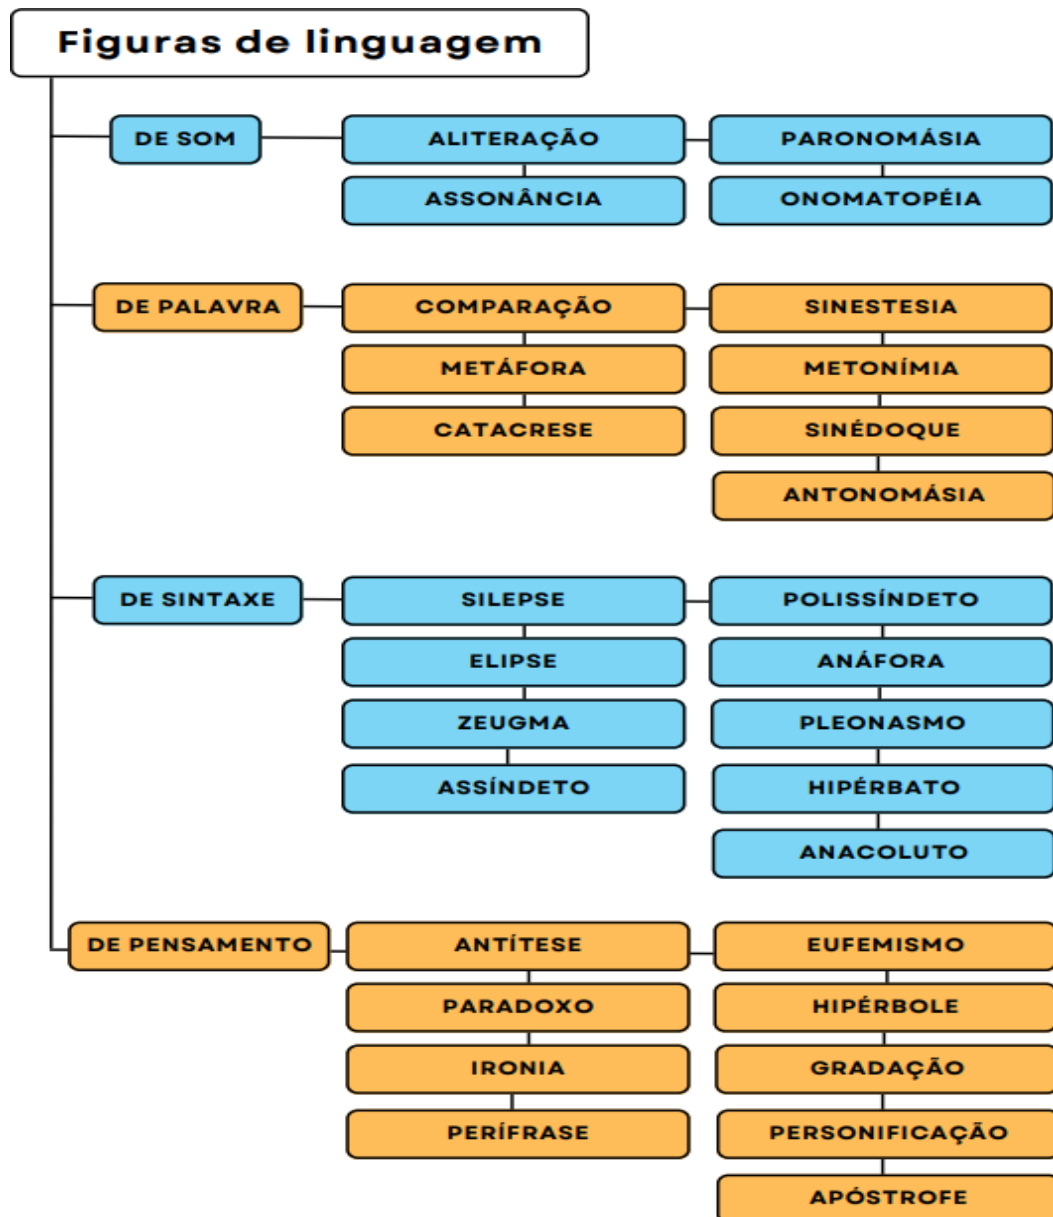 Figuras de linguagem
DE SOM
ALITERAÇÃO
PARONOMÁSIA
ASSONÂNCIA
ONOMATOPÉIA
DE PALAVRA
COMPARAÇÃO
SINESTESIA
METÁFORA
METONÍMIA
CATACRESE
SINÉDOQUE
ANTONOMÁSIA
DE SINTAXE
SILEPSE
POLISSÍNDETO
ELIPSE
ANÁFORA
ZEUGMA
PLEONASMO
ASSÍNDETO
HIPÉRBATO
ANACOLUTO
DE PENSAMENTO
ANTÍTESE
EUFEMISMO
PARADOXO
HIPÉRBOLE
IRONIA
GRADAÇÃO
PERÍFRASE
PERSONIFICAÇÃO
APÓSTROFE